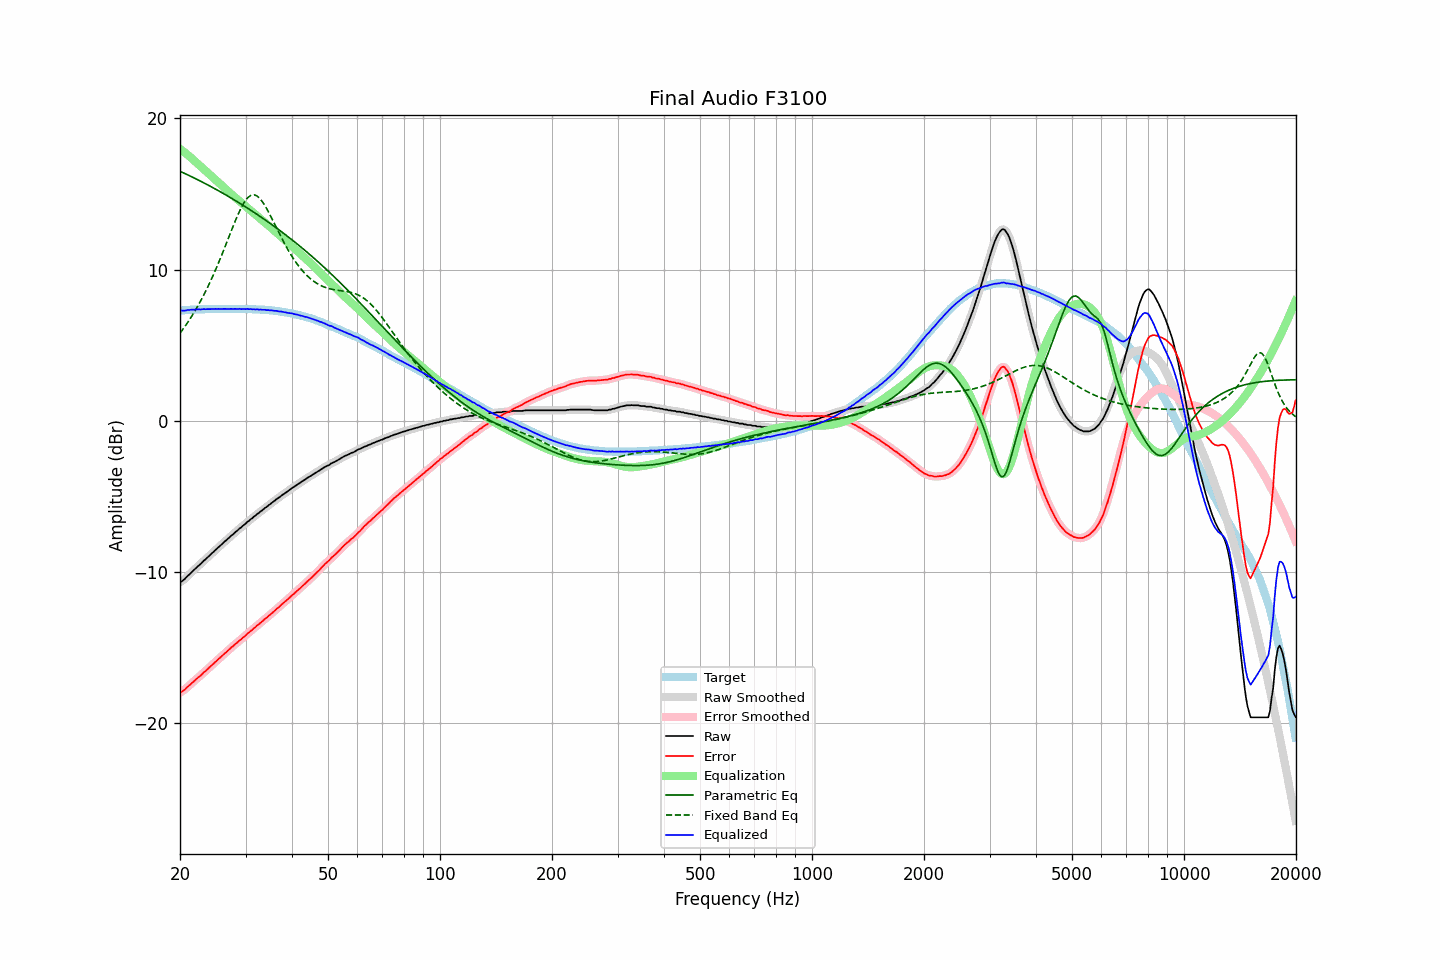 Final Audio F3100
Amplitude (dBr)
20
10
0
−10
−20
Target
Raw Smoothed
Error Smoothed
Raw
Error
Equalization
Parametric Eq
Fixed Band Eq
Equalized
20 50 100 200 500 1000 2000 5000 10000 20000
Frequency (Hz)